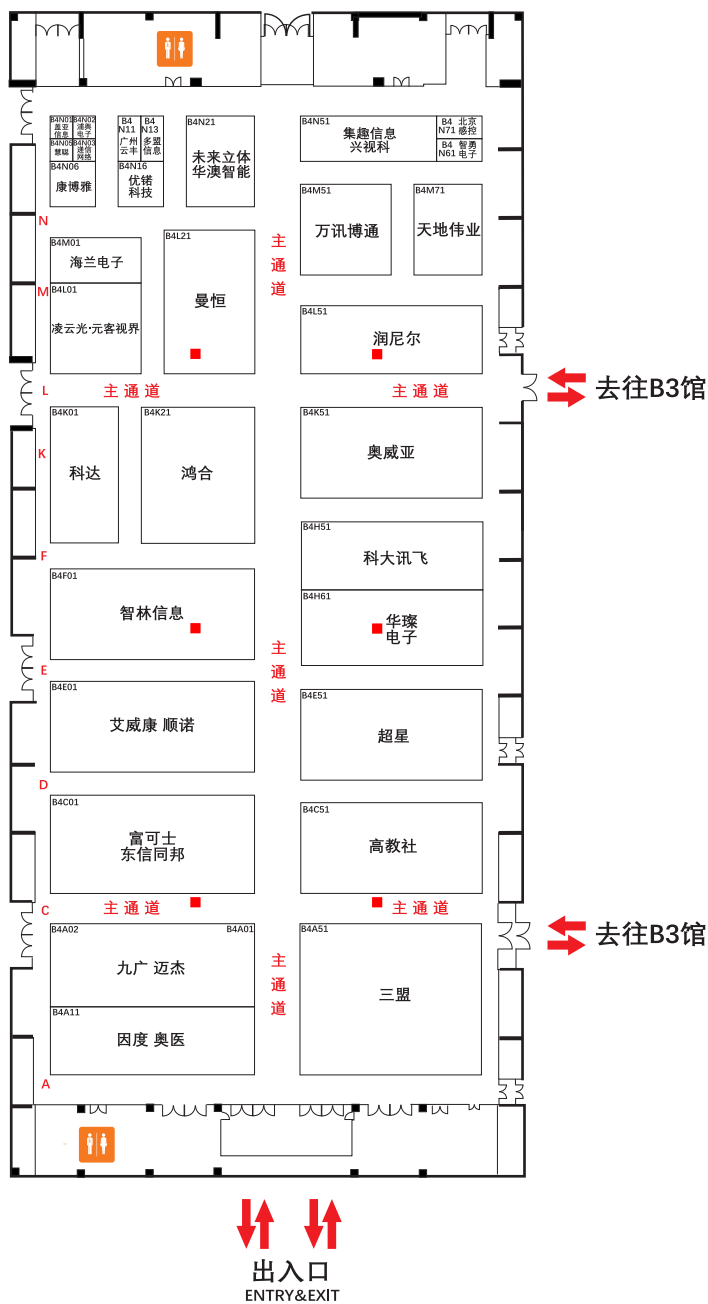 B4N01
盖亚
信息
B4N02
浦舆
电子
B4N05
慧聪
B4N03
递信
网络
B4N06
康博雅
B4
N11
广州
云丰
B4
N13
多盟
信息
B4N16
优锘
科技
B4N21
未来立体
华澳智能
B4N51
集趣信息
兴视科
B4
N71
北京
感控
B4
N61
智勇
电子
B4M51
万讯博通
B4M71
天地伟业
N
B4M01
海兰电子
B4L21
曼恒
主
通
道
M
B4L01
凌云光·元客视界
B4L51
润尼尔
L
主 通 道
主 通 道
去往B3馆
B4K01
科达
B4K21
鸿合
B4K51
奥威亚
K
B4H51
科大讯飞
F
B4F01
智林信息
B4H61
华璨
电子
主
通
道
E
B4E01
艾威康 顺诺
B4E51
超星
D
B4C01
富可士
东信同邦
B4C51
高教社
C
主 通 道
主 通 道
去往B3馆
B4A02
B4A01
九广 迈杰
主
通
道
B4A51
三盟
B4A11
因度 奥医
A
出入口
ENTRY&EXIT